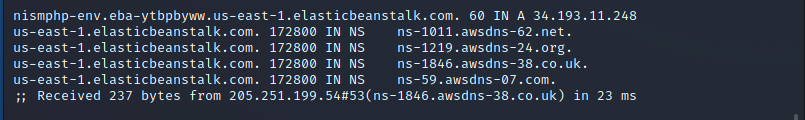 nismphp-env.eba-ytbpbyww.us-east-1.elasticbeanstalk.com. 60 IN A 34.193.11.248
us-east-1.elasticbeanstalk.com. 172800 IN NS    ns-1011.awsdns-62.net.
us-east-1.elasticbeanstalk.com. 172800 IN NS    ns-1219.awsdns-24.org.
us-east-1.elasticbeanstalk.com. 172800 IN NS    ns-1846.awsdns-38.co.uk.
us-east-1.elasticbeanstalk.com. 172800 IN NS    ns-59.awsdns-07.com.
;; Received 237 bytes from 205.251.199.54#53(ns-1846.awsdns-38.co.uk) in 23 ms